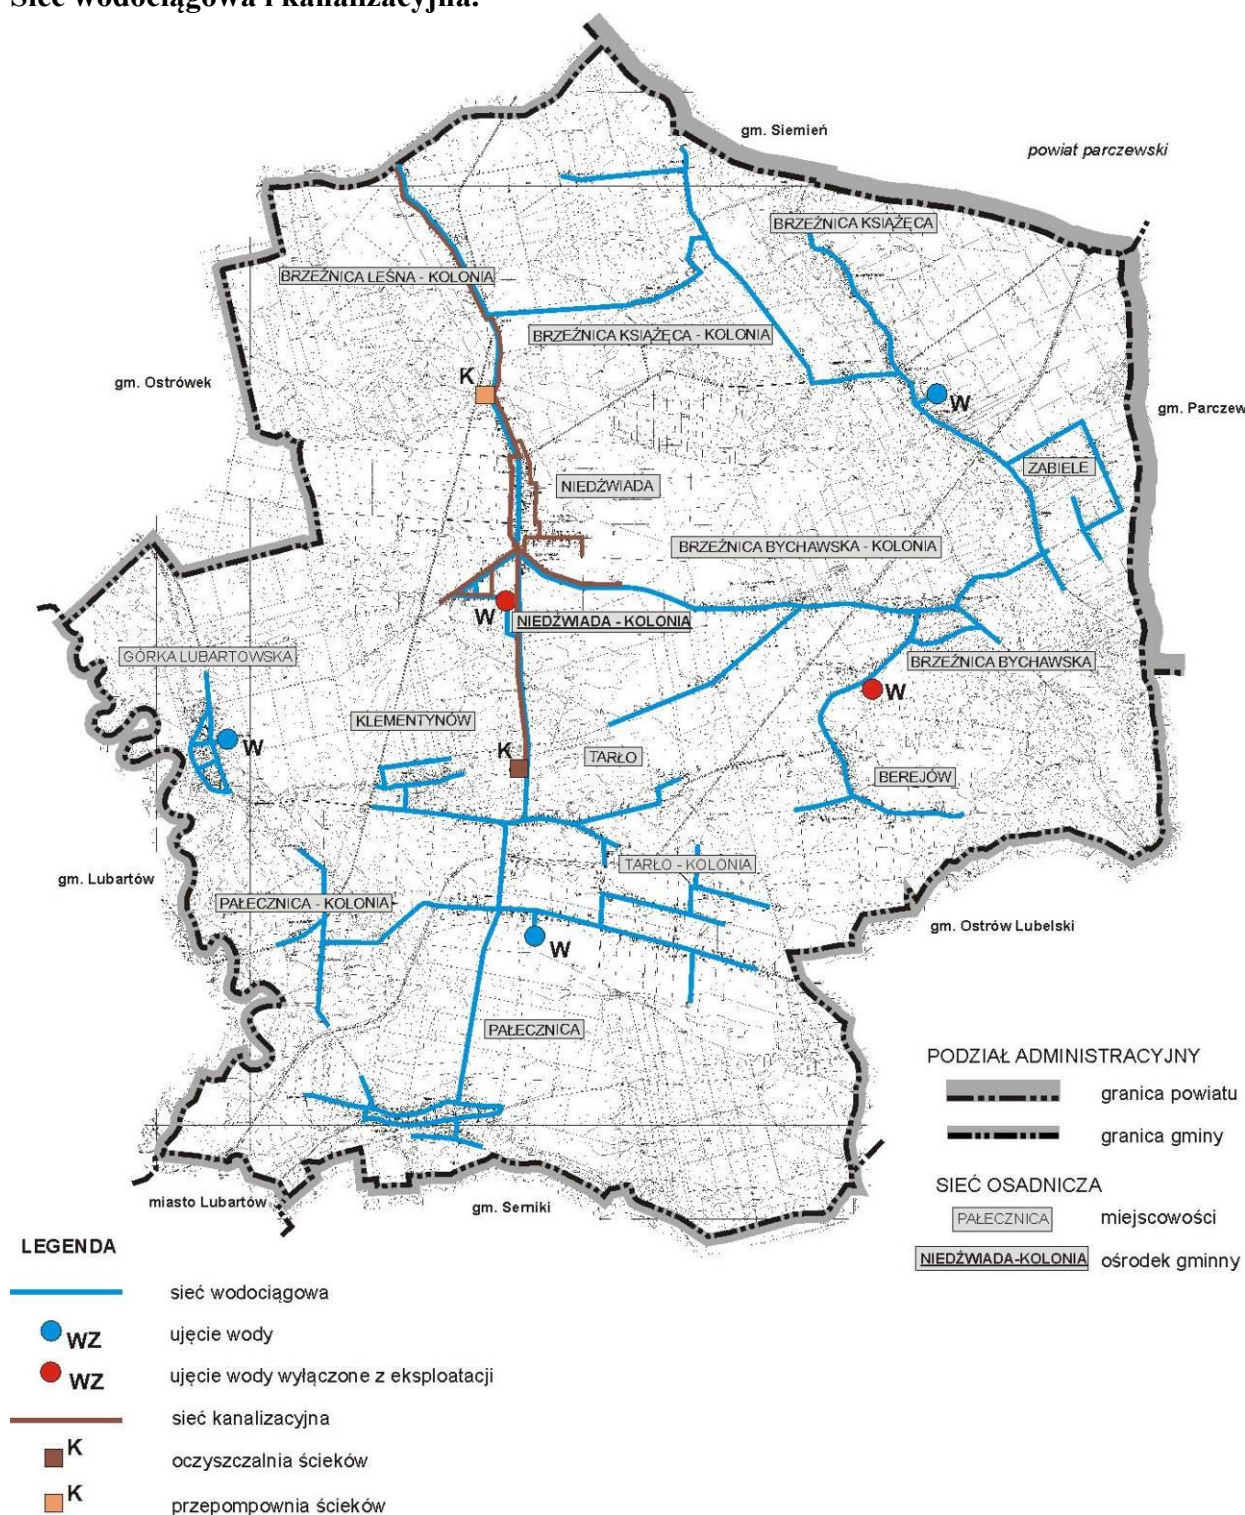 Sieć wodociągowa i kanalizacyjna.
gm. Siemień
powiat parczewski
BRZEŹNICA KSIĄŻĘCA
BRZEŹNICA LEŚNA - KOLONIA
BRZEŹNICA KSIĄŻĘCA - KOLONIA
gm. Ostrówek
K
W
gm. Parczew
ZABIELE
NIEDŹWIADA
BRZEŹNICA BYCHAWSKA - KOLONIA
W
NIEDŹWIADA - KOLONIA
GÓRKA LUBARTOWSKA
BRZEŹNICA BYCHAWSKA
W
KLEMENTYNÓW
W
K
TARŁO
BEREJÓW
TARŁO - KOLONIA
gm. Lubartów
PAŁECZNICA - KOLONIA
gm. Ostrów Lubelski
W
PAŁECZNICA
PODZIAŁ ADMINISTRACYJNY
granica powiatu
granica gminy
SIEĆ OSADNICZA
miasto Lubartów
gm. Serniki
PAŁECZNICA miejscowości
NIEDŹWIADA-KOLONIA ośrodek gminny
LEGENDA
sieć wodociągowa
WZ ujęcie wody
WZ ujęcie wody wyłączone z eksploatacji
sieć kanalizacyjna
K oczyszczalnia ścieków
K przepompownia ścieków